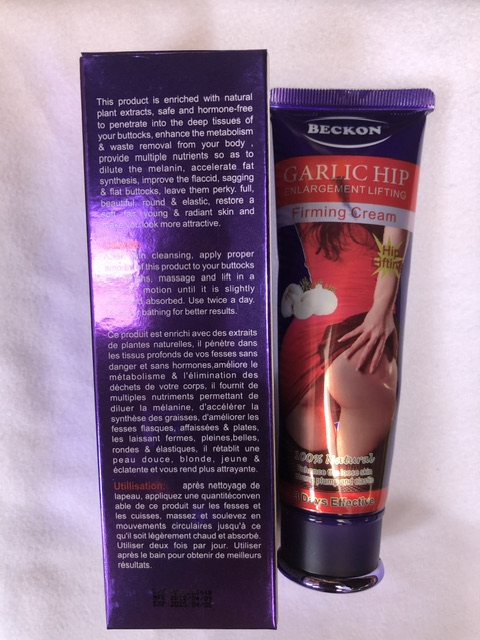 This product is enriched with natural
plant extracts, safe and hormone-free
to penetrate into the deep tissues of
your buttocks, enhance the metabolism
& waste removal from your body ,
provide multiple nutrients so as to
dilute the melanin, accelerate fat
synthesis, improve the flaccid, sagging
& flat buttocks, leave them perky. full,
beautiful, round & elastic, restore a
soft, fair, young & radiant skin and
look more attractive.
cleansing, apply proper
of this product to your buttocks
massage and lift in a
motion until it is slightly
absorbed. Use twice a day.
bathing for better results.
Ce produit est enrichi avec des extraits
de plantes naturelles, il pénètre dans
les tissus profonds de vos fesses sans
danger et sans hormones,améliore le
métabolisme & l'élimination des
déchets de votre corps, il fournit de
multiples nutriments permettant de
diluer la mélanine, d'accélérer la
synthèse des graisses, d'améliorer les
fesses flasques, affaissées & plates,
les laissant fermes, pleines,belles,
rondes & élastiques, il rétablit une
peau douce, blonde, jeune &
éclatente et vous rend plus attrayante.
Utilisation: après nettoyage de
lapeau, appliquez une quantitéconven
able de ce produit sur les fesses et
les cuisses, massez et soulevez en
mouvements circulaires jusqu'à ce
qu'il soit légèrement chaud et absorbé.
Utiliser deux fois par jour. Utiliser
après le bain pour obtenir de meilleurs
résultats.
BECKON
GARLIC HIP
ENLARGEMENT LIFTING
Firming Cream
Hip
100% Natural
the loose skin
Days Effective